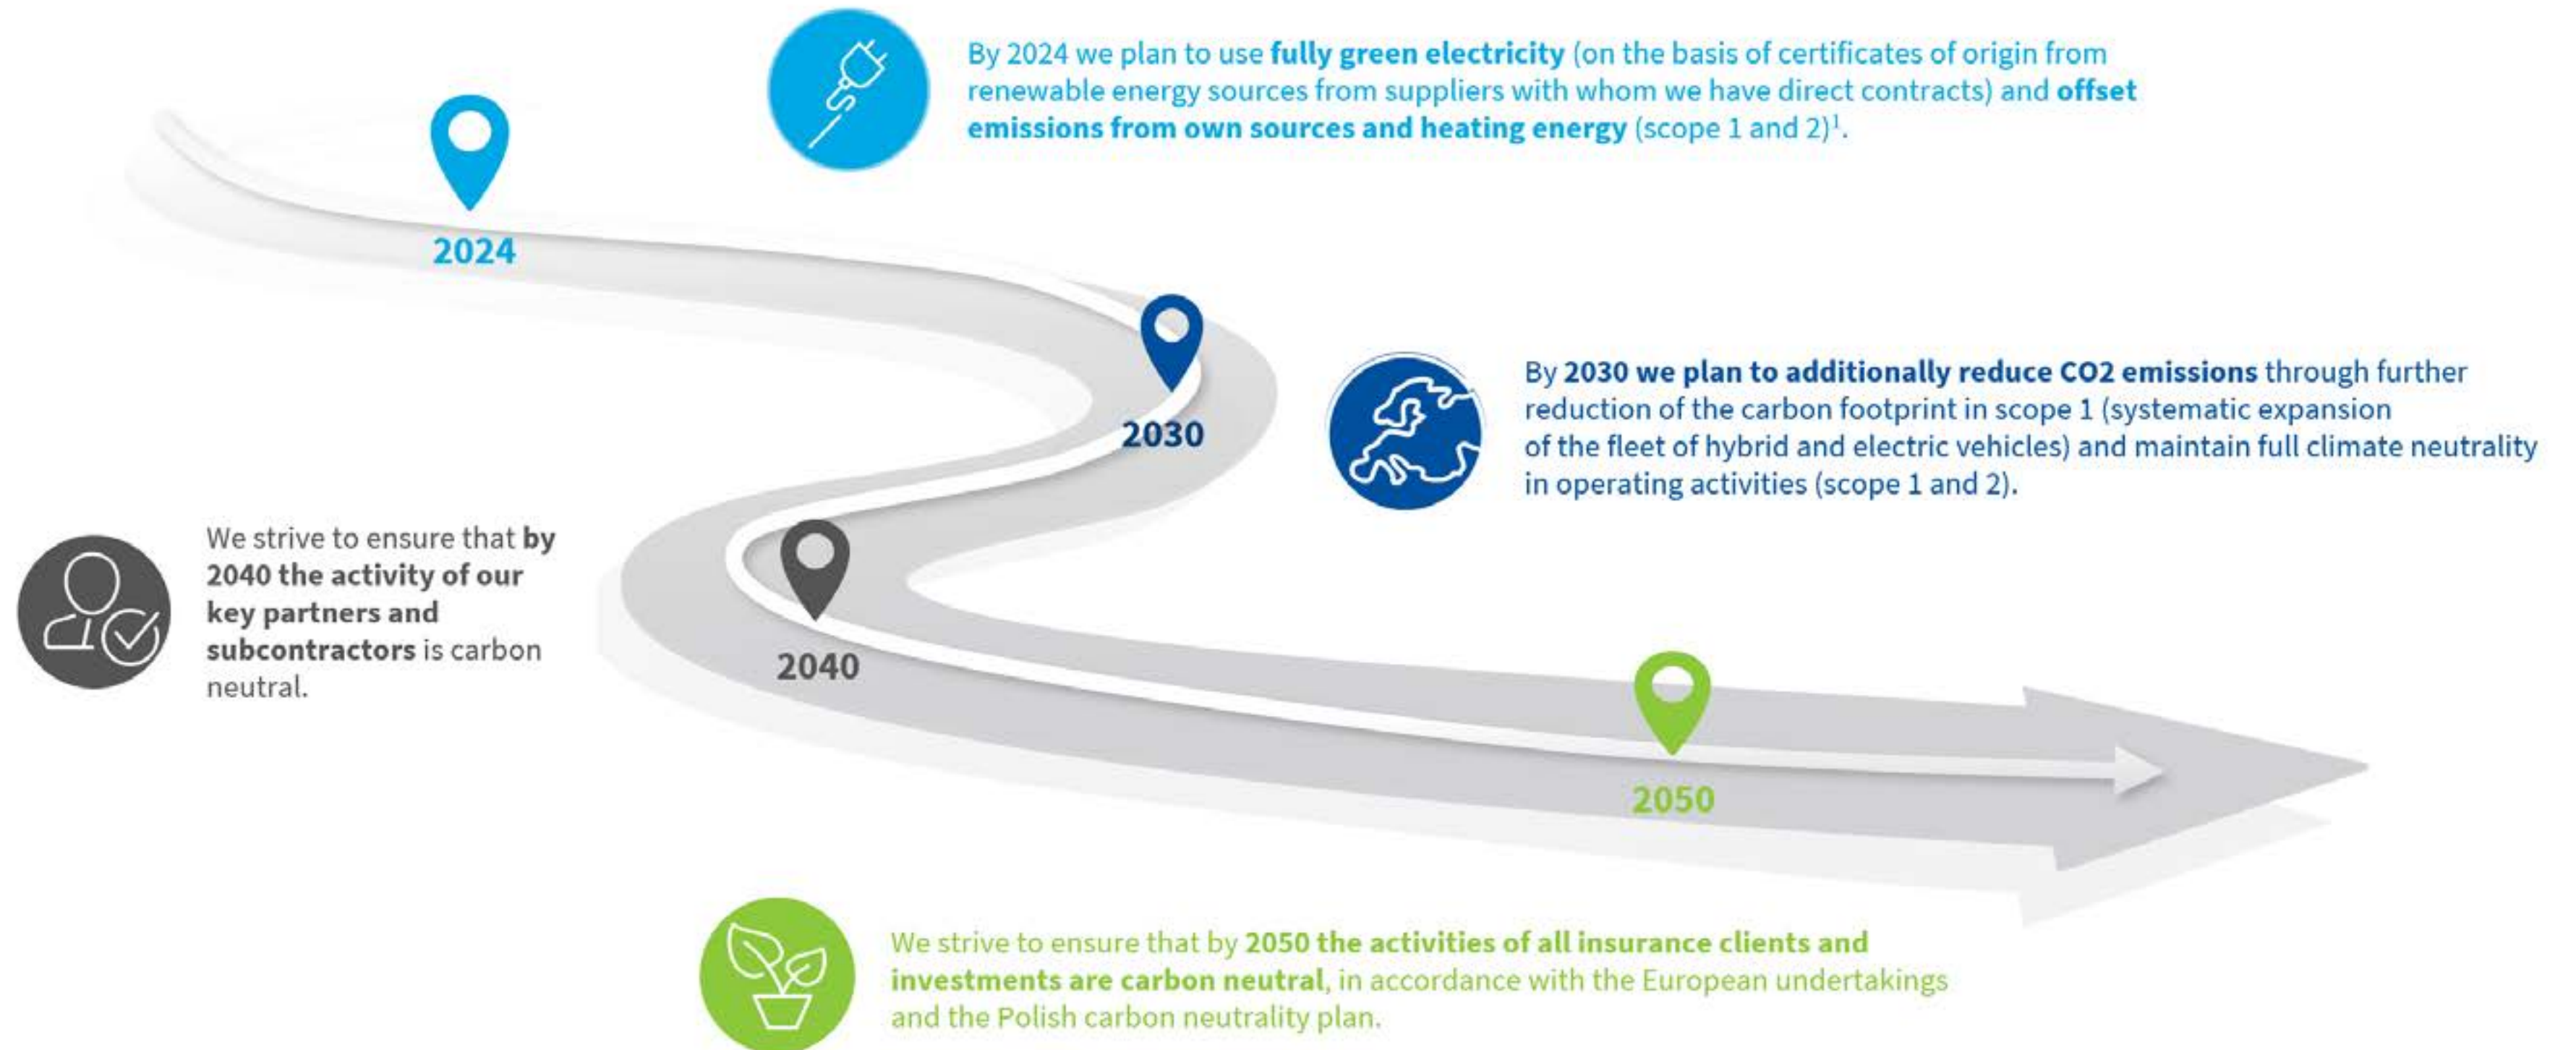 By 2024 we plan to use fully green electricity (on the basis of certificates of origin from
renewable energy sources from suppliers with whom we have direct contracts) and offset
emissions from own sources and heating energy (scope 1 and 2)¹.
2024
By 2030 we plan to additionally reduce CO2 emissions through further
reduction of the carbon footprint in scope 1 (systematic expansion
of the fleet of hybrid and electric vehicles) and maintain full climate neutrality
in operating activities (scope 1 and 2).
2030
We strive to ensure that by
2040 the activity of our
key partners and
subcontractors is carbon
neutral.
2040
2050
We strive to ensure that by 2050 the activities of all insurance clients and
investments are carbon neutral, in accordance with the European undertakings
and the Polish carbon neutrality plan.